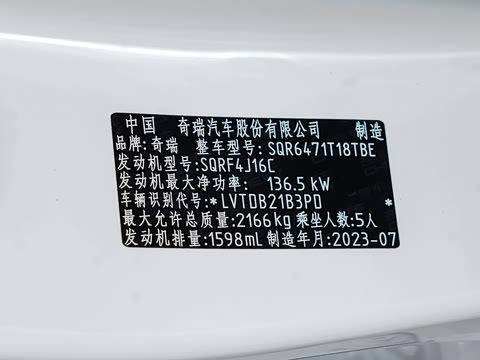 中国 奇瑞汽车股份有限公司 制造
品牌:奇瑞 整车型号:SQR6471T18TBE
发动机型号:SQRF4J16C
发动机最大净功率: 136.5 kW
车辆识别代号:*LVTDB21B3PD *
最大允许总质量:2166kg 乘坐人数:5人
发动机排量:1598mL 制造年月:2023-07